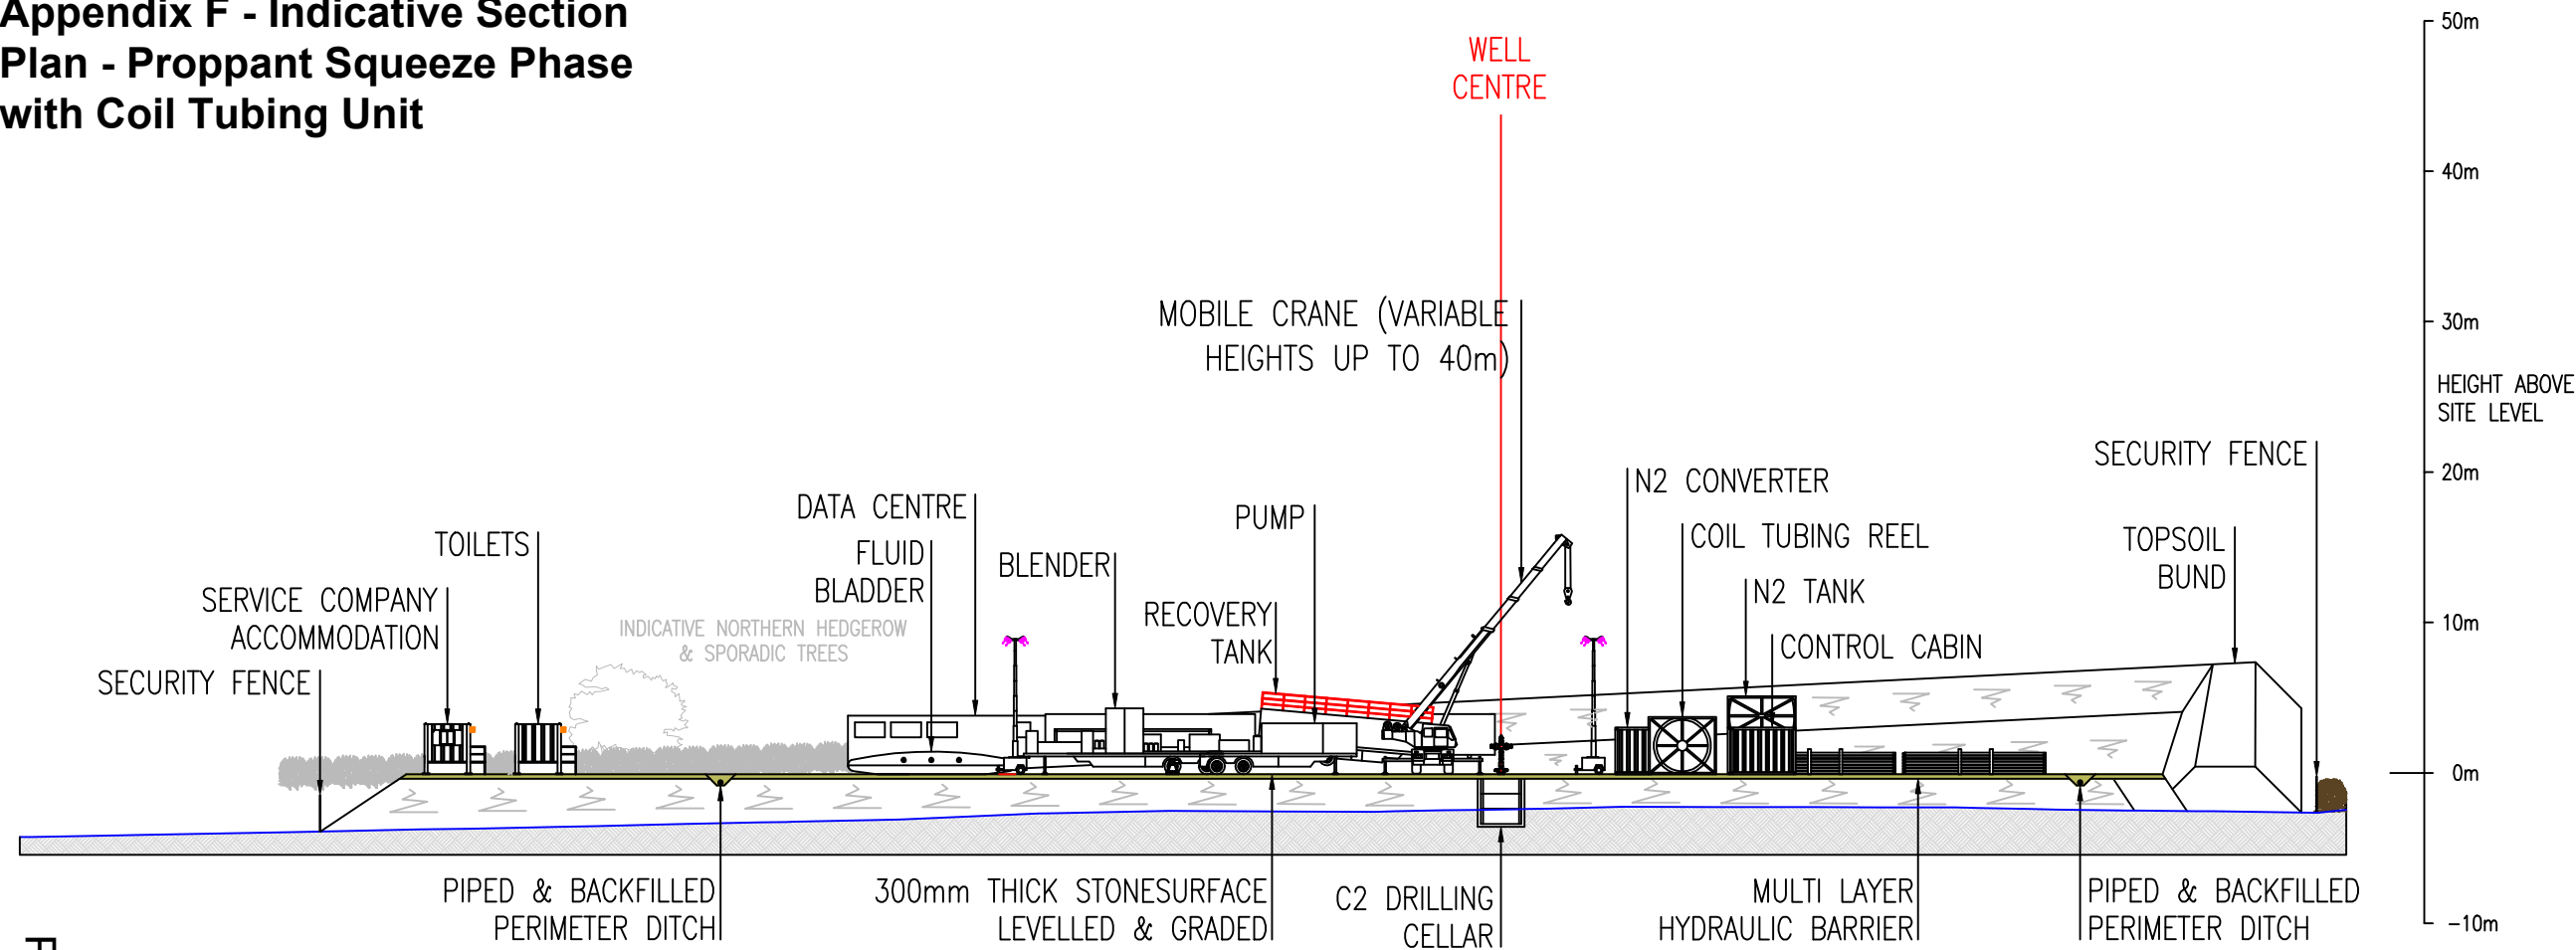 Appendix F - Indicative Section
Plan - Proppant Squeeze Phase
with Coil Tubing Unit
WELL
CENTRE
50m
40m
30m
HEIGHT ABOVE
SITE LEVEL
20m
10m
0m
-10m
MOBILE CRANE (VARIABLE
HEIGHTS UP TO 40m)
SECURITY FENCE
SERVICE COMPANY
ACCOMMODATION
TOILETS
INDICATIVE NORTHERN HEDGEROW
& SPORADIC TREES
DATA CENTRE
FLUID
BLADDER
BLENDER
RECOVERY
TANK
PUMP
N2 CONVERTER
COIL TUBING REEL
N2 TANK
CONTROL CABIN
TOPSOIL
BUND
SECURITY FENCE
PIPED & BACKFILLED
PERIMETER DITCH
300mm THICK STONESURFACE
LEVELLED & GRADED
C2 DRILLING
CELLAR
MULTI LAYER
HYDRAULIC BARRIER
PIPED & BACKFILLED
PERIMETER DITCH